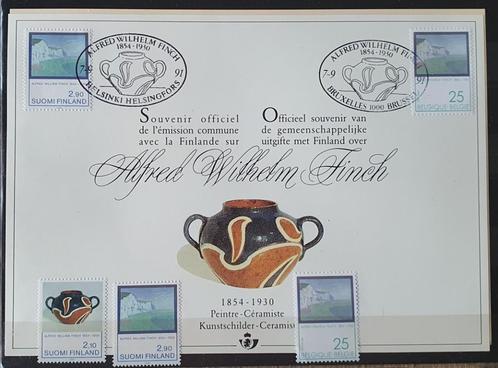 ALFRED WILHELM FINCH
1854-1930
7-9
91
HELSINKI HELSINGFORS
2.90
SUOMI FINLAND
ALFRED WILHELM FINCH
1854-1930
7-9
91
BRUXELLES 1000 BRUSSEL
25
BELGIQUE BELGIË
Souvenir officiel
de l'émission commune
avec la Finlande sur
Officieel souvenir van
de gemeenschappelijke
uitgifte met Finland over
Alfred Wilhelm Finch
1854-1930
Peintre-Céramiste
Kunstschilder-Ceramist
2.10
SUOMI FINLAND
2.90
SUOMI FINLAND
25